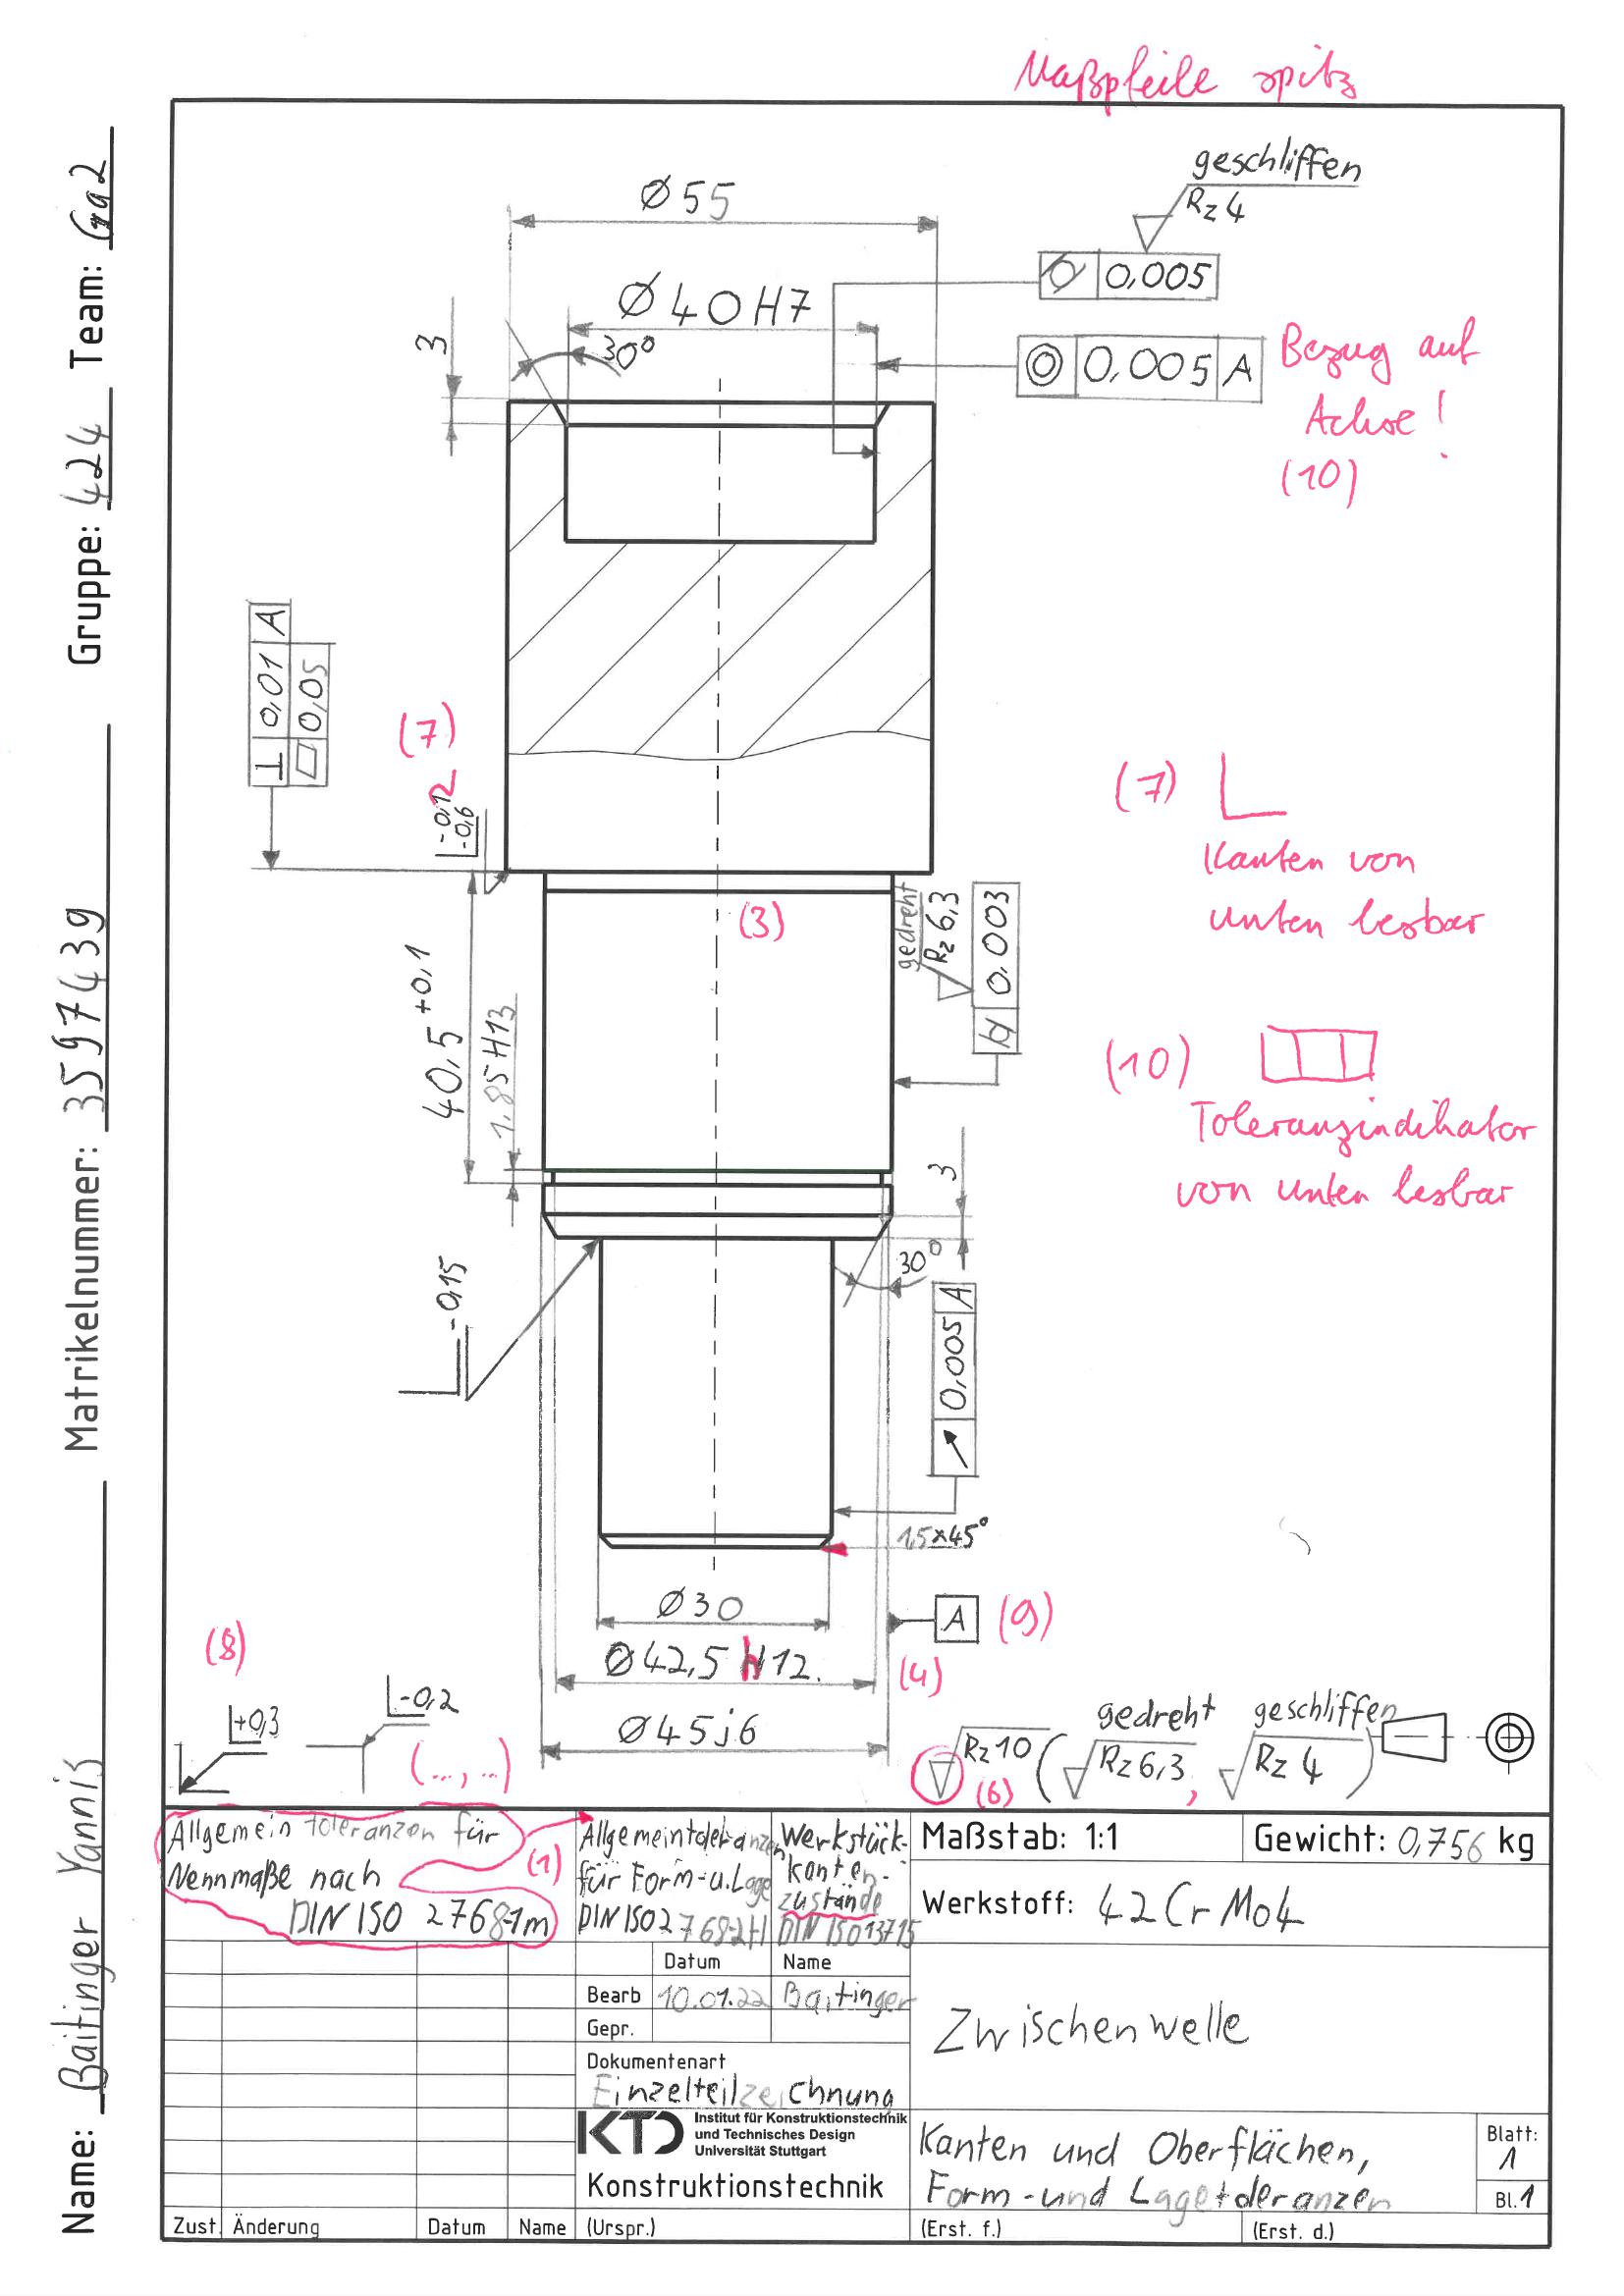 Maßpfeile spitz
geschliffen
Rz 4
Ø55
0,005
Ø40H7
30°
3
0,005 A
Bezug auf
Achse!
(10)
⊥ 0,01 A
0,05
(7)
-0,1 2
-0,6
(7)
Kanten von
unten lesbar
(3)
gedreht
Rz 6,3
0,003
40,5 +0,1
1,85 H13
(10)
Toleranzindikator
von unten lesbar
3
30°
-0,15
0,005 A
1,5×45°
Ø30
A (9)
Ø42,5 h12
(4)
Ø45j6
(8)
+0,3
-0,2
(...,...)
Rz 10 ( gedreht Rz 6,3 , geschliffen Rz 4 )
(6)
Allgemeintoleranzen für
Nennmaße nach
DIN ISO 2768-1m
(1)
Allgemeintoleranzen
für Form-u.Lage
DIN ISO 2768-2H
Werkstück-
kanten-
zustände
DIN ISO 13715
Maßstab: 1:1
Gewicht: 0,756 kg
Werkstoff: 42CrMo4
Datum Name
Bearb 10.01.22 Baitinger
Gepr.
Zwischenwelle
Dokumentenart
Einzelteilzeichnung
KTD Institut für Konstruktionstechnik
und Technisches Design
Universität Stuttgart
Konstruktionstechnik
Kanten und Oberflächen,
Form-und Lagetoleranzen
Blatt:
1
Bl.1
Zust. Änderung Datum Name (Urspr.) (Erst. f.) (Erst. d.)
Name: Baitinger Yannis Matrikelnummer: 3597439 Gruppe: 424 Team: Ga2